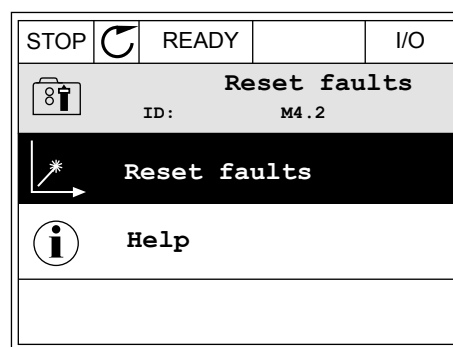 STOP READY I/O
Reset faults
ID: M4.2
Reset faults
Help